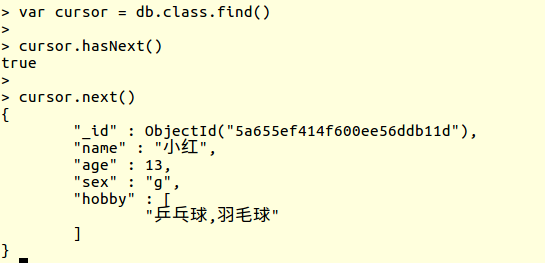 > var cursor = db.class.find()
>
> cursor.hasNext()
true
>
> cursor.next()
{
        "_id" : ObjectId("5a655ef414f600ee56ddb11d"),
        "name" : "小红",
        "age" : 13,
        "sex" : "g",
        "hobby" : [
                "乒乓球,羽毛球"
        ]
}